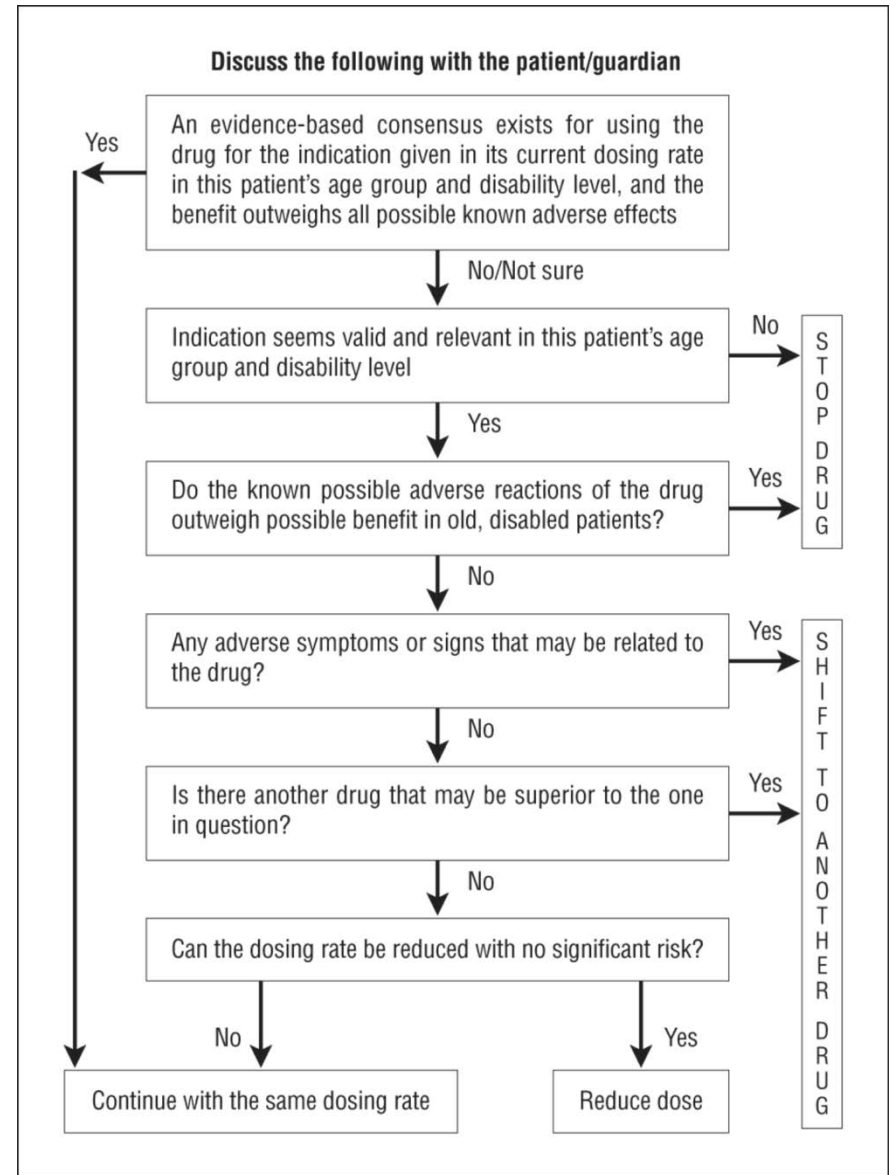 Discuss the following with the patient/guardian
An evidence-based consensus exists for using the
drug for the indication given in its current dosing rate
in this patient's age group and disability level, and the
benefit outweighs all possible known adverse effects
Yes
No/Not sure
Indication seems valid and relevant in this patient's age
group and disability level
No
Yes
Do the known possible adverse reactions of the drug
outweigh possible benefit in old, disabled patients?
Yes
STOP DRUG
No
Any adverse symptoms or signs that may be related to
the drug?
Yes
No
Is there another drug that may be superior to the one
in question?
Yes
SHIFT TO ANOTHER DRUG
No
Can the dosing rate be reduced with no significant risk?
No
Yes
Continue with the same dosing rate
Reduce dose